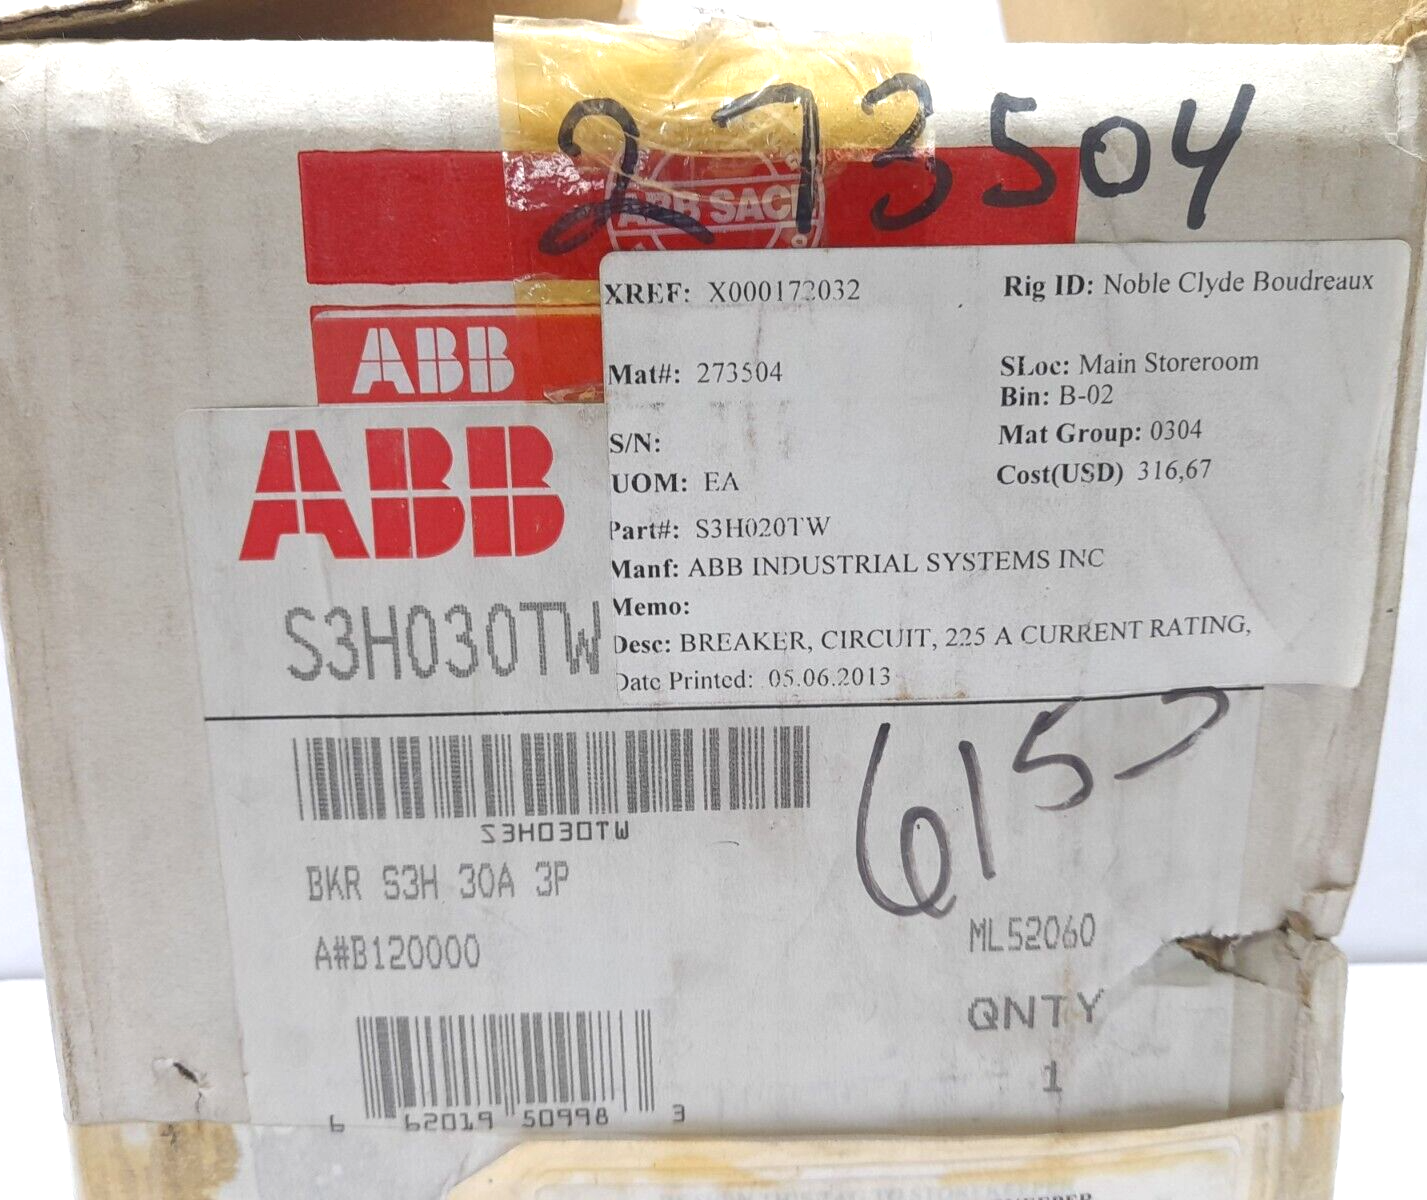 273504
ABB SACE
ABB
ABB
XREF: X000172032
Rig ID: Noble Clyde Boudreaux
Mat#: 273504
SLoc: Main Storeroom
Bin: B-02
S/N:
Mat Group: 0304
UOM: EA
Cost(USD) 316,67
Part#: S3H020TW
Manf: ABB INDUSTRIAL SYSTEMS INC
Memo:
Desc: BREAKER, CIRCUIT, 225 A CURRENT RATING,
Date Printed: 05.06.2013
S3H030TW
S3H030TW
615
BKR S3H 30A 3P
A#B120000
ML52060
QNTY
1
6 62019 50998 3